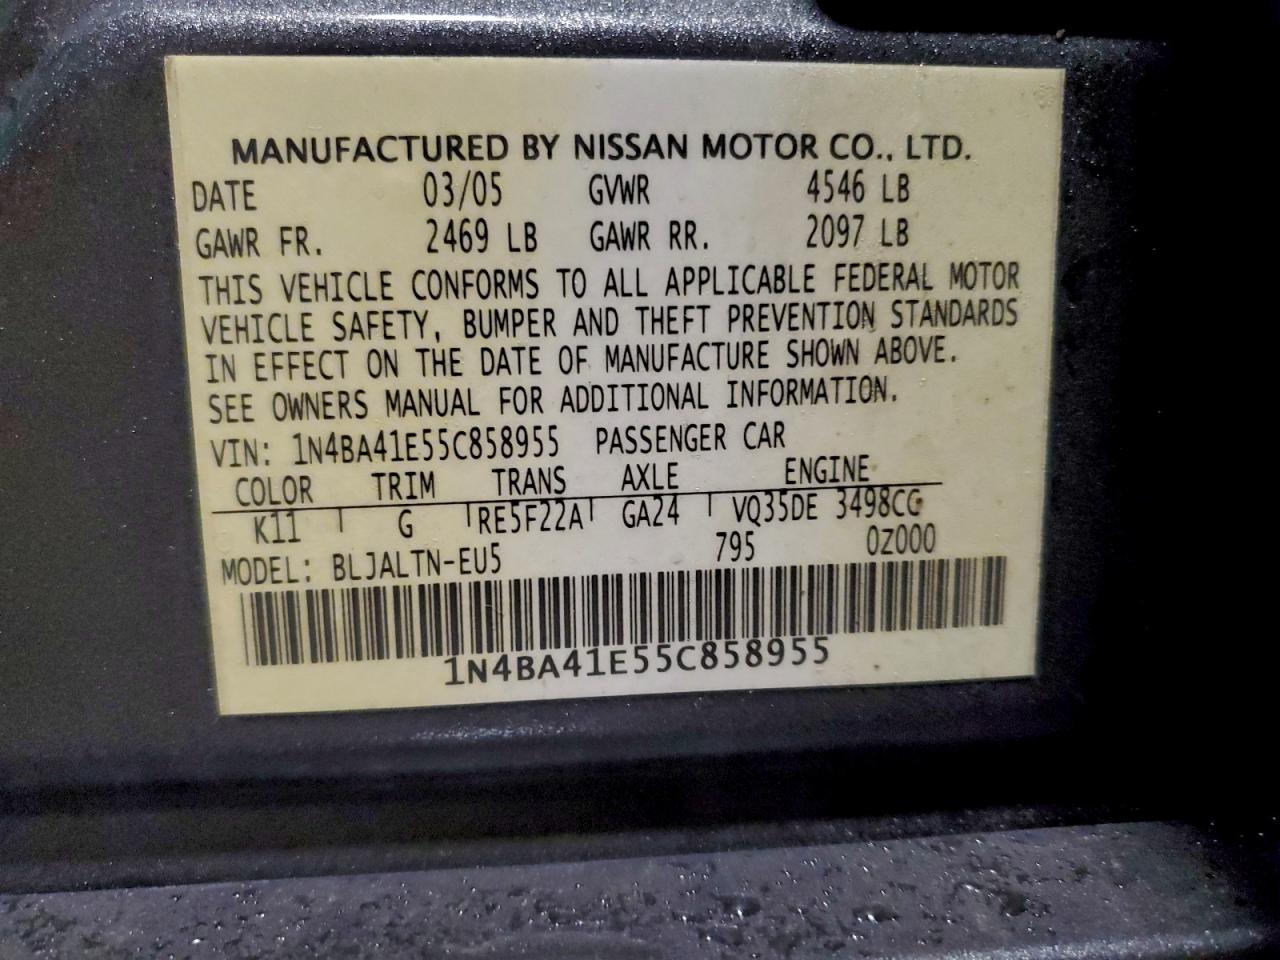 MANUFACTURED BY NISSAN MOTOR CO., LTD.
DATE 03/05 GVWR 4546 LB
GAWR FR. 2469 LB GAWR RR. 2097 LB
THIS VEHICLE CONFORMS TO ALL APPLICABLE FEDERAL MOTOR
VEHICLE SAFETY, BUMPER AND THEFT PREVENTION STANDARDS
IN EFFECT ON THE DATE OF MANUFACTURE SHOWN ABOVE.
SEE OWNERS MANUAL FOR ADDITIONAL INFORMATION.
VIN: 1N4BA41E55C858955 PASSENGER CAR
COLOR TRIM TRANS AXLE ENGINE
K11 G RE5F22A GA24 VQ35DE 3498CC
MODEL: BLJALTN-EU5 795 0Z000
1N4BA41E55C858955